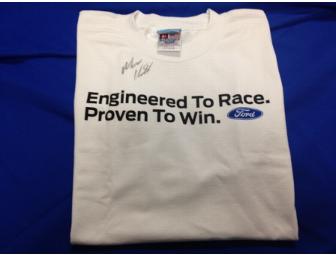 Engineered To Race.
Proven To Win. Ford